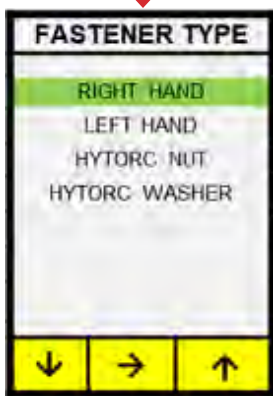 FASTENER TYPE
RIGHT HAND
LEFT HAND
HYTORC NUT
HYTORC WASHER